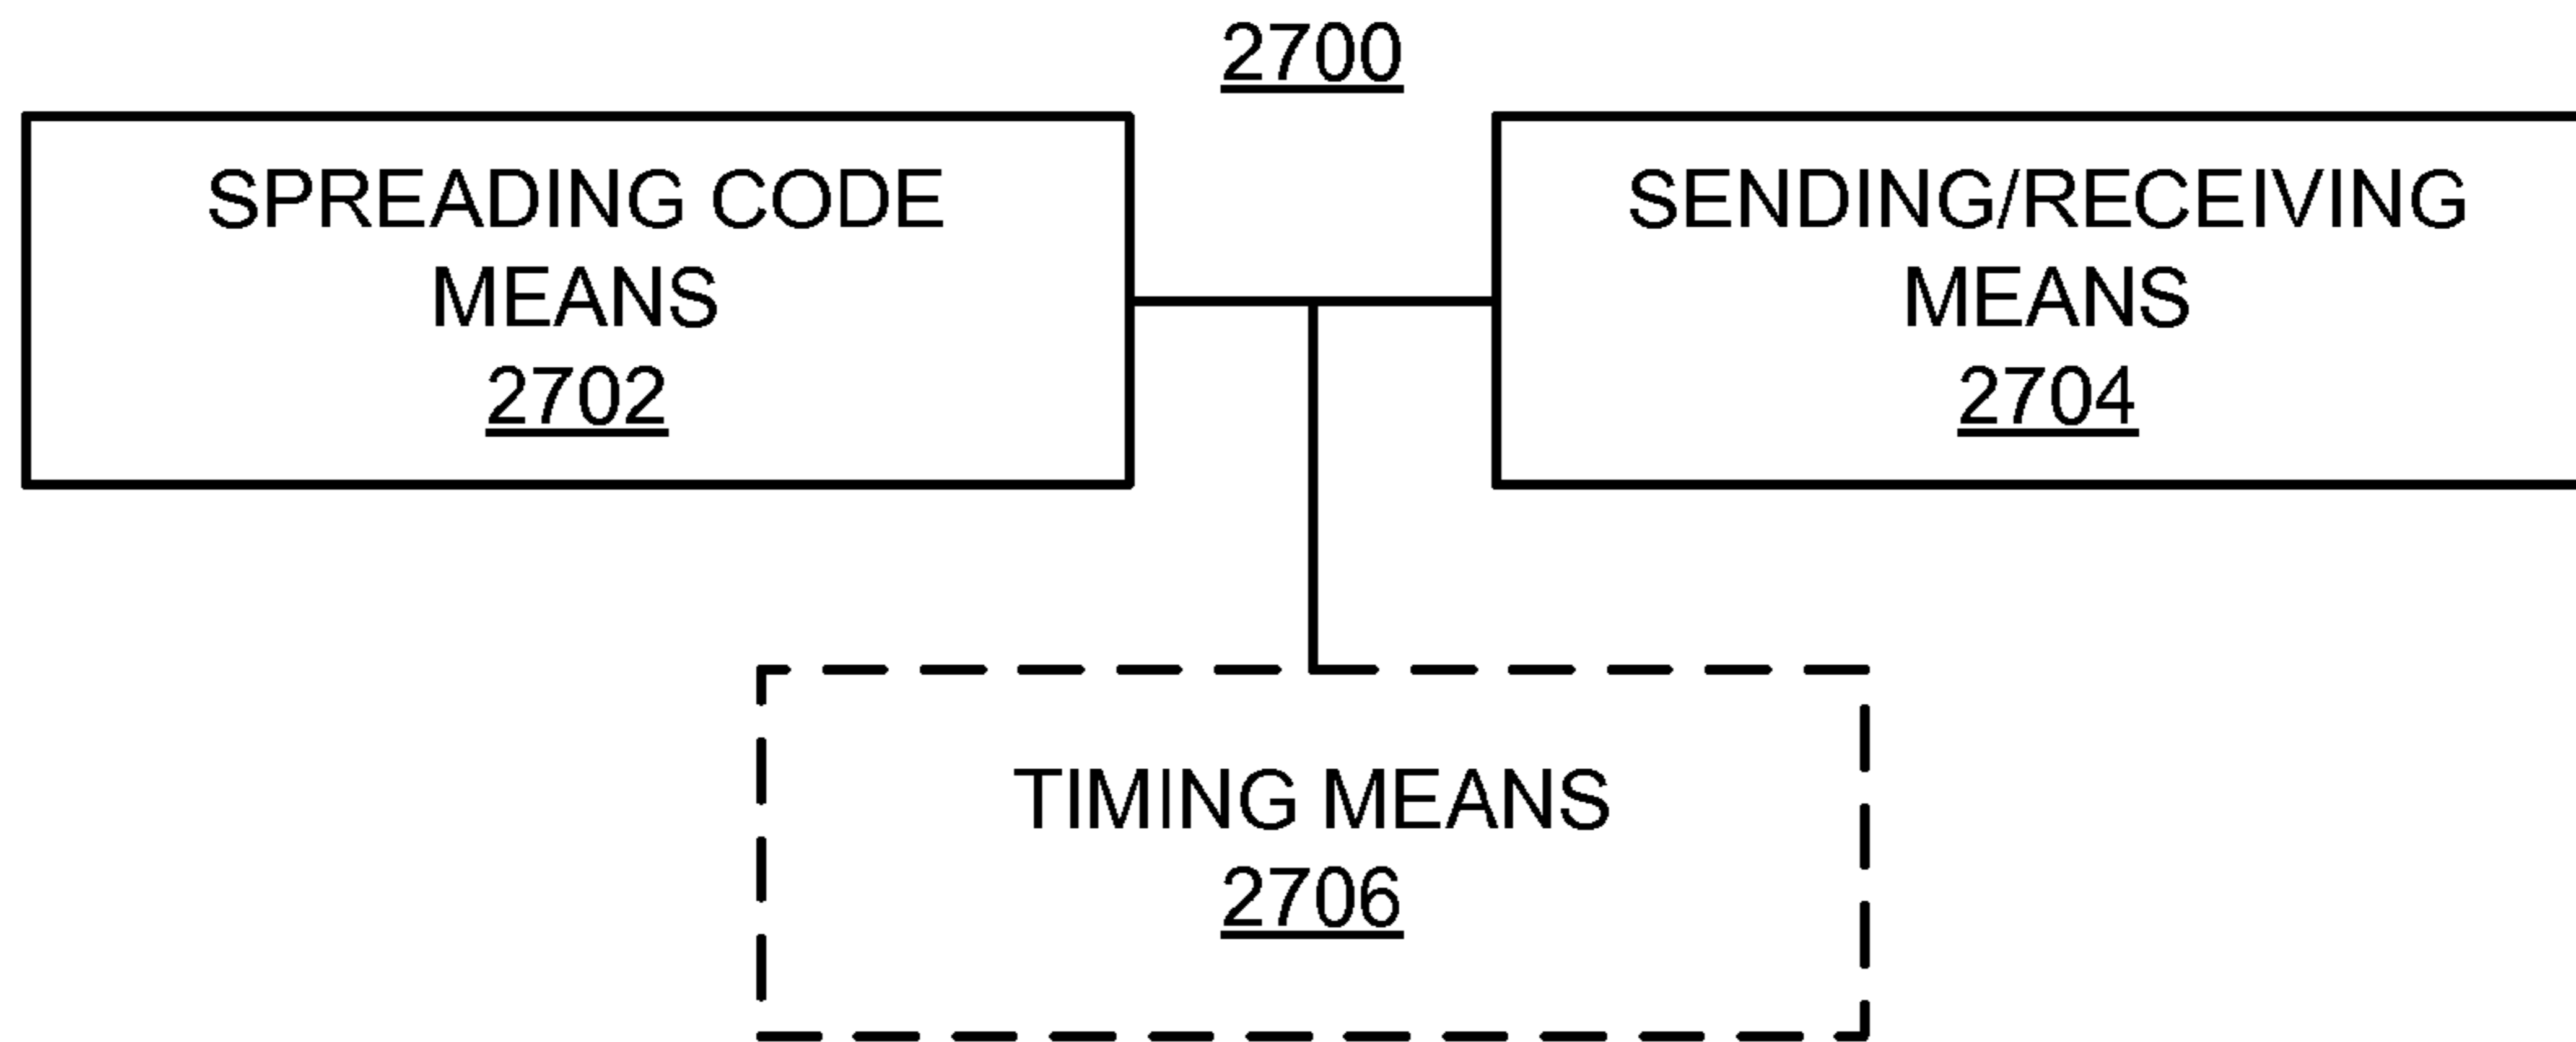 2700
SPREADING CODE
MEANS
2702
SENDING/RECEIVING
MEANS
2704
TIMING MEANS
2706